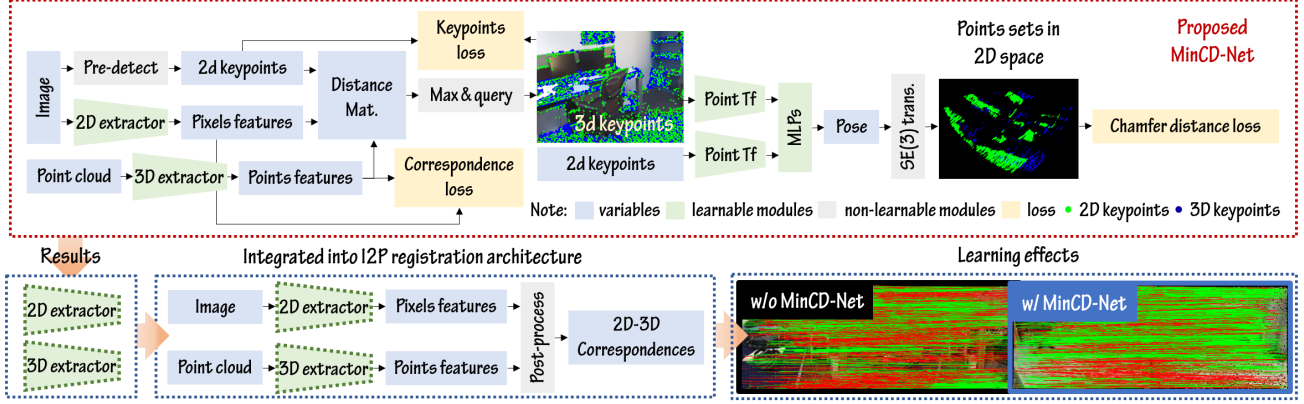 Image
Pre-detect
2d keypoints
2D extractor
Pixels features
Point cloud
3D extractor
Points features
Distance
Mat.
Keypoints
loss
Max & query
Correspondence
loss
3d keypoints
2d keypoints
Point Tf
Point Tf
MLPs
Pose
SE(3) trans.
Points sets in
2D space
Proposed
MinCD-Net
Chamfer distance loss
Note: variables learnable modules non-learnable modules loss 2D keypoints 3D keypoints
Results
2D extractor
3D extractor
Integrated into I2P registration architecture
Image
2D extractor
Pixels features
Point cloud
3D extractor
Points features
Post-process
2D-3D
Correspondences
Learning effects
w/o MinCD-Net
w/ MinCD-Net